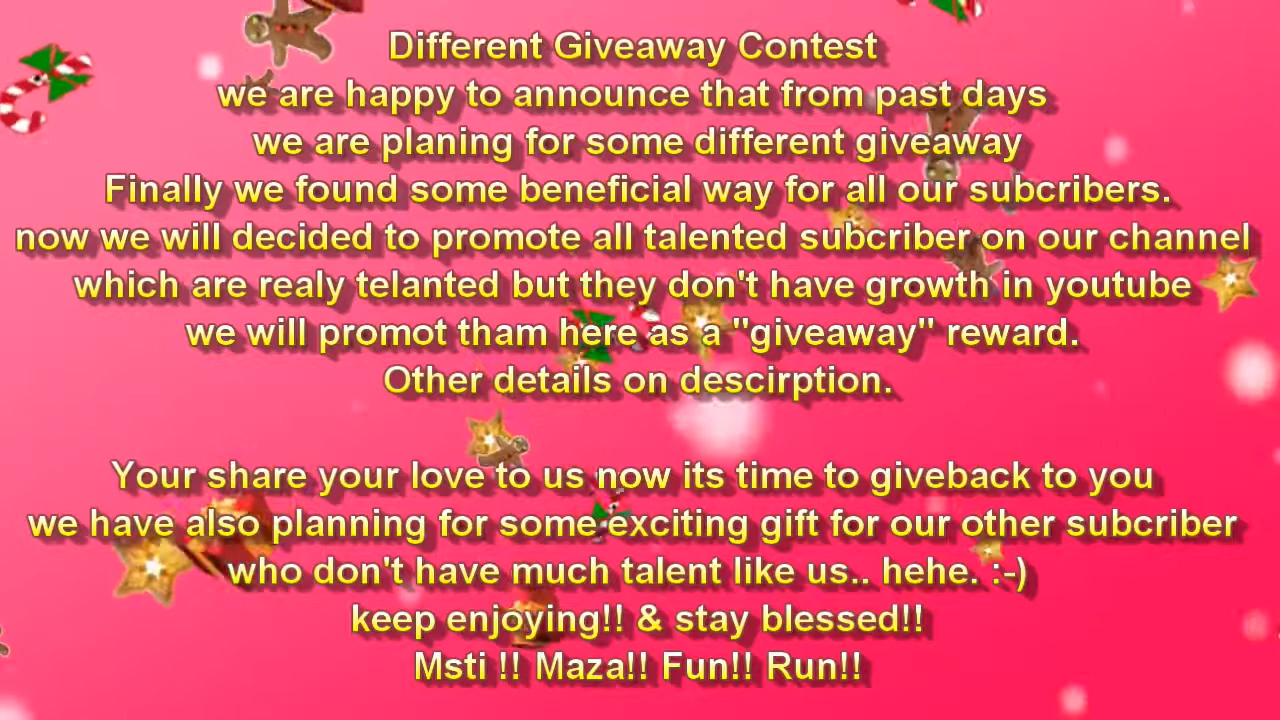 Different Giveaway Contest
we are happy to announce that from past days
we are planing for some different giveaway
Finally we found some beneficial way for all our subcribers.
now we will decided to promote all talented subcriber on our channel
which are realy telanted but they don't have growth in youtube
we will promot tham here as a "giveaway" reward.
Other details on descirption.
Your share your love to us now its time to giveback to you
we have also planning for some exciting gift for our other subcriber
who don't have much talent like us.. hehe. :-)
keep enjoying!! & stay blessed!!
Msti !! Maza!! Fun!! Run!!